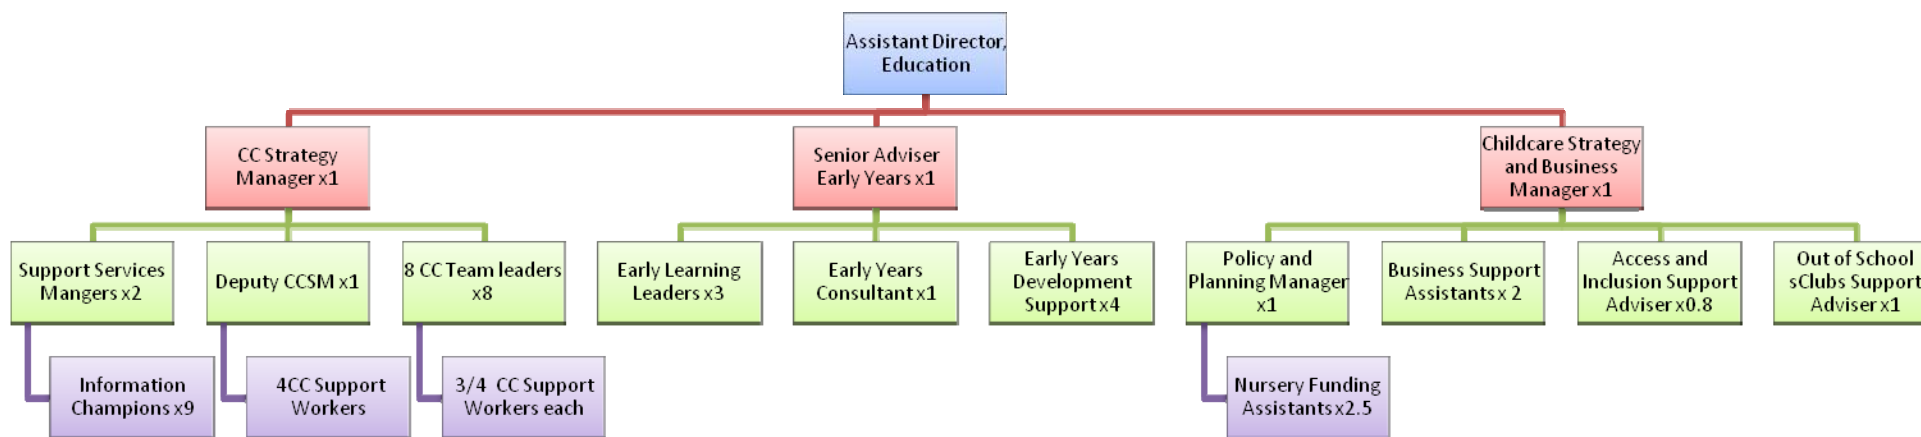 Assistant Director,
Education
CC Strategy
Manager x1
Senior Adviser
Early Years x1
Childcare Strategy
and Business
Manager x1
Support Services
Mangers x2
Deputy CCSM x1
8 CC Team leaders
x8
Early Learning
Leaders x3
Early Years
Consultant x1
Early Years
Development
Support x4
Policy and
Planning Manager
x1
Business Support
Assistants x 2
Access and
Inclusion Support
Adviser x0.8
Out of School
sClubs Support
Adviser x1
Information
Champions x9
4CC Support
Workers
3/4 CC Support
Workers each
Nursery Funding
Assistants x2.5